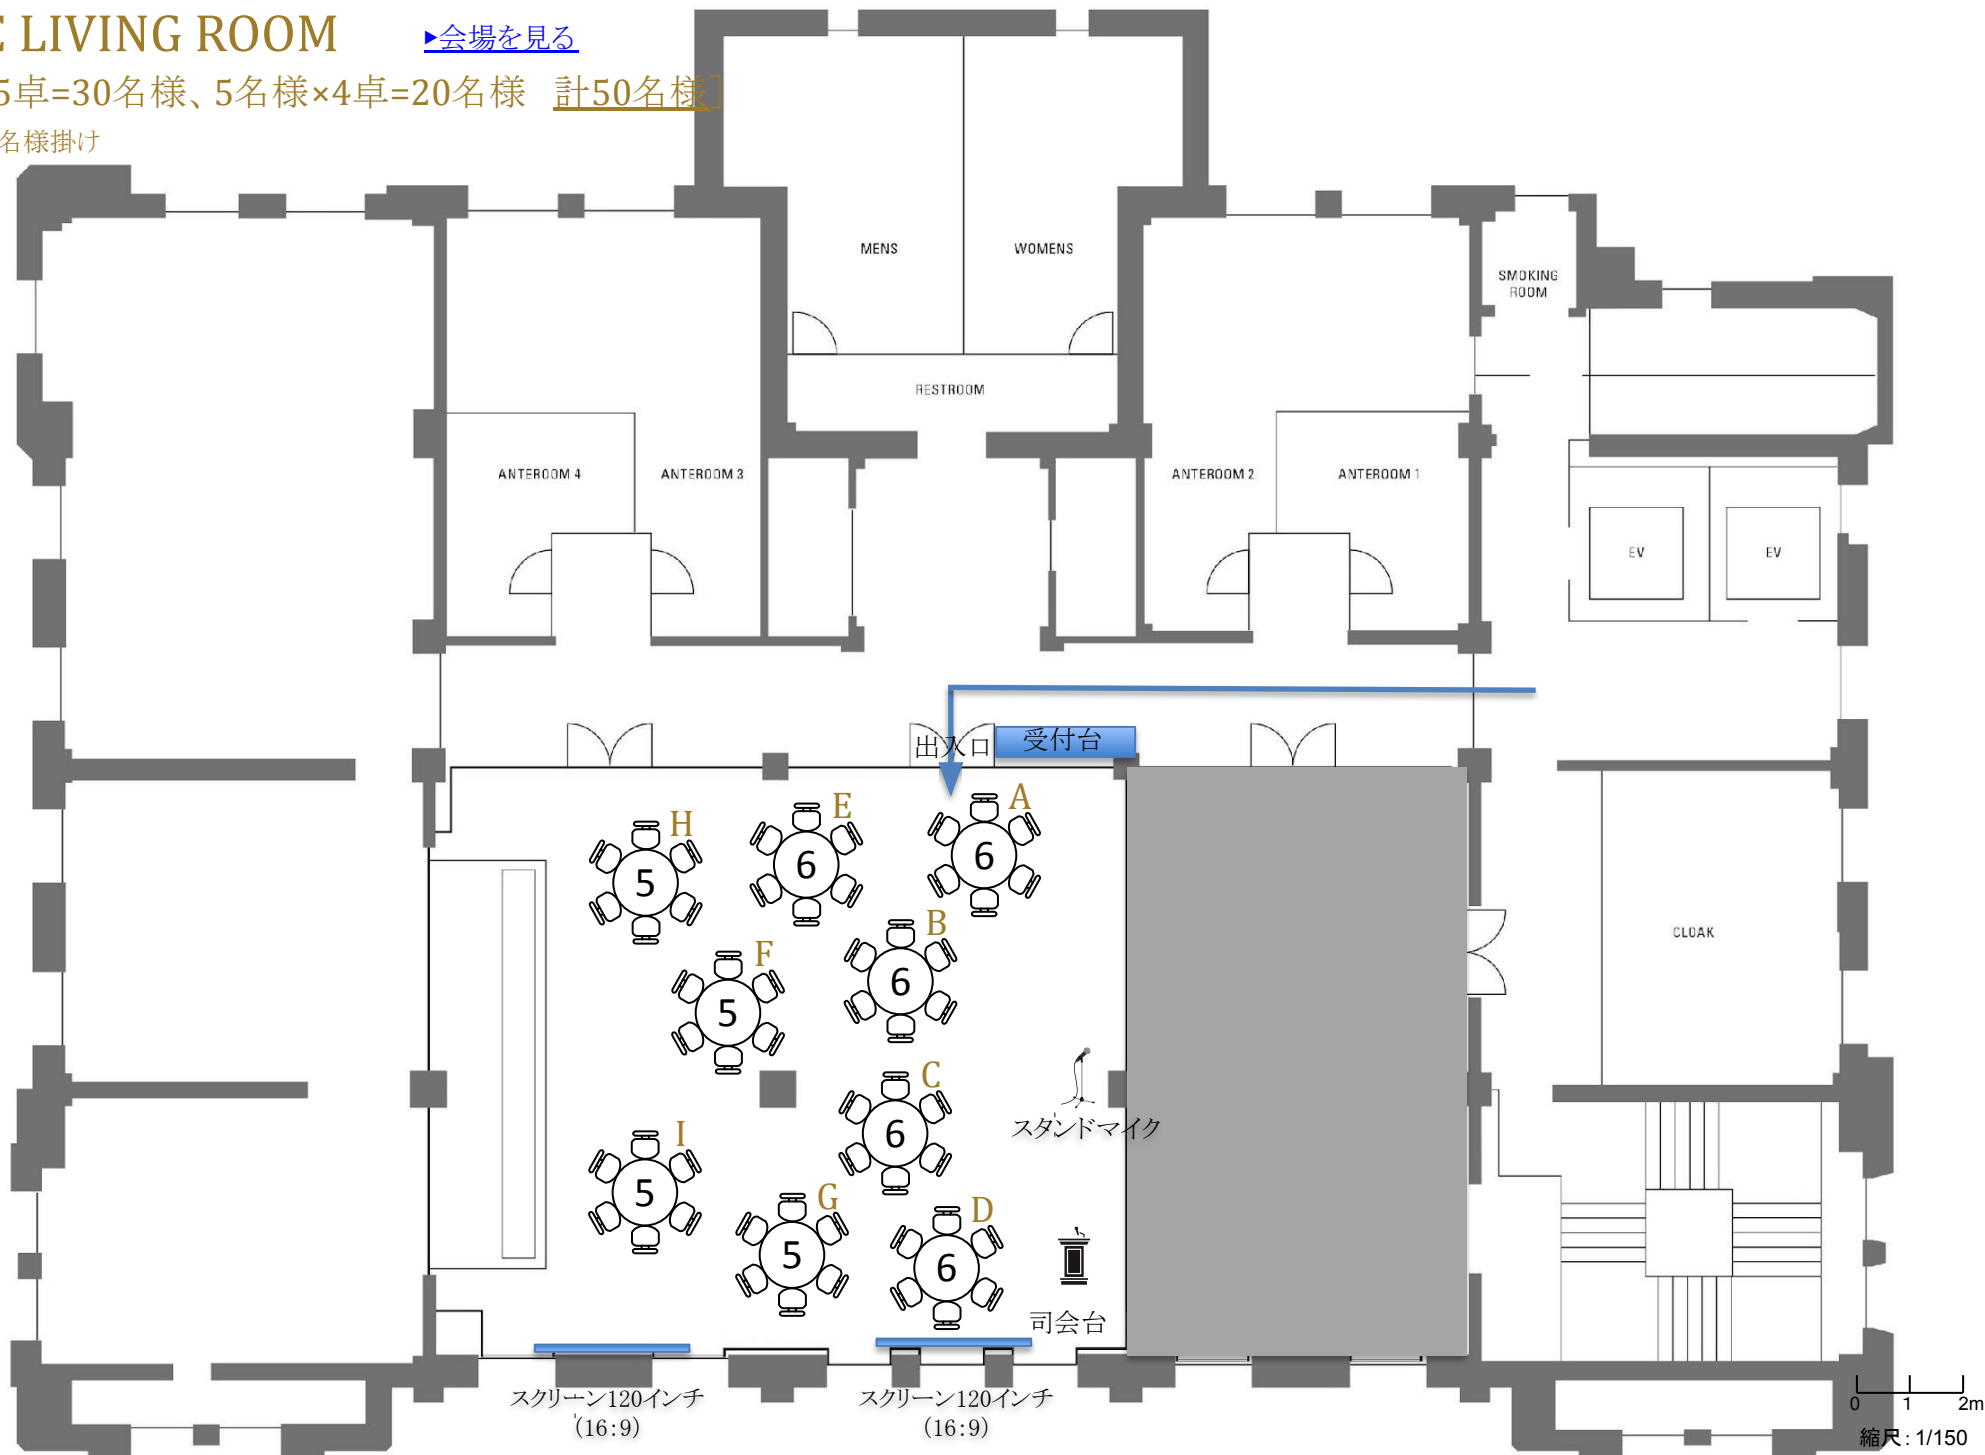 E LIVING ROOM
▶会場を見る
5卓=30名様、5名様×4卓=20名様 計50名様］
名様掛け
MENS
WOMENS
SMOKING
ROOM
RESTROOM
ANTEROOM 4
ANTEROOM 3
ANTEROOM 2
ANTEROOM 1
EV
EV
出入口
受付台
A
E
H
6
6
5
B
CLOAK
F
6
5
C
スタンドマイク
6
I
5
G
D
5
6
司会台
スクリーン120インチ
(16:9)
スクリーン120インチ
(16:9)
0 1 2m
縮尺：1/150